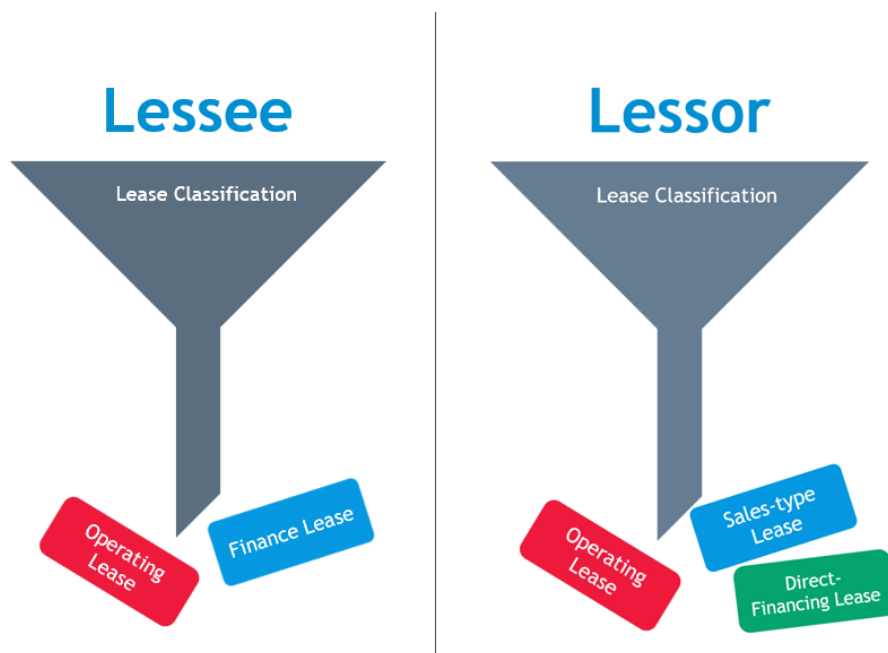 Lessee
Lease Classification
Operating
Lease
Finance Lease
Lessor
Lease Classification
Operating
Lease
Sales-type
Lease
Direct-
Financing Lease